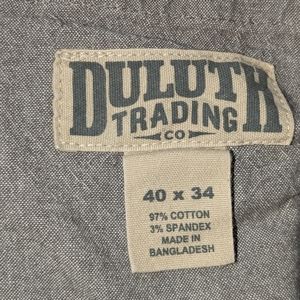 DULUTH
TRADING
CO
40 x 34
97% COTTON
3% SPANDEX
MADE IN
BANGLADESH